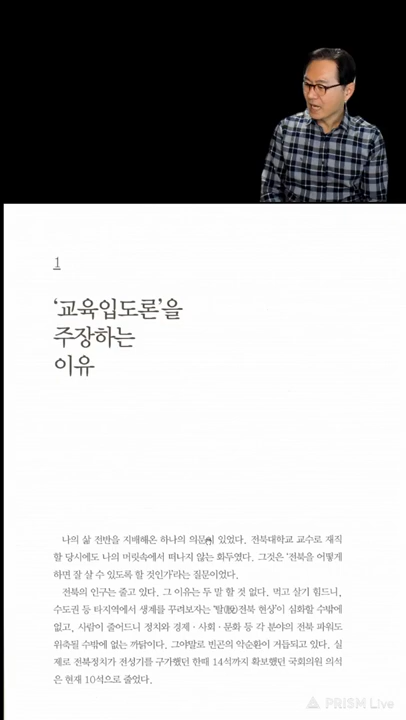 1
‘교육입도론’을
주장하는
이유
나의 삶 전반을 지배해온 하나의 의문이 있었다. 전북대학교 교수로 재직
할 당시에도 나의 머릿속에서 떠나지 않는 화두였다. 그것은 ‘전북을 어떻게
하면 잘 살 수 있도록 할 것인가’라는 질문이었다.
전북의 인구는 줄고 있다. 그 이유는 두 말 할 것 없다. 먹고 살기 힘드니,
수도권 등 타지역에서 생계를 꾸려보자는 ‘탈(脫)전북 현상’이 심화할 수밖에
없고, 사람이 줄어드니 정치와 경제·사회·문화 등 각 분야의 전북 파워도
위축될 수밖에 없는 까닭이다. 그야말로 빈곤의 악순환이 거듭되고 있다. 실
제로 전북정치가 전성기를 구가했던 한때 14석까지 확보했던 국회의원 의석
은 현재 10석으로 줄었다.
PRISM Live